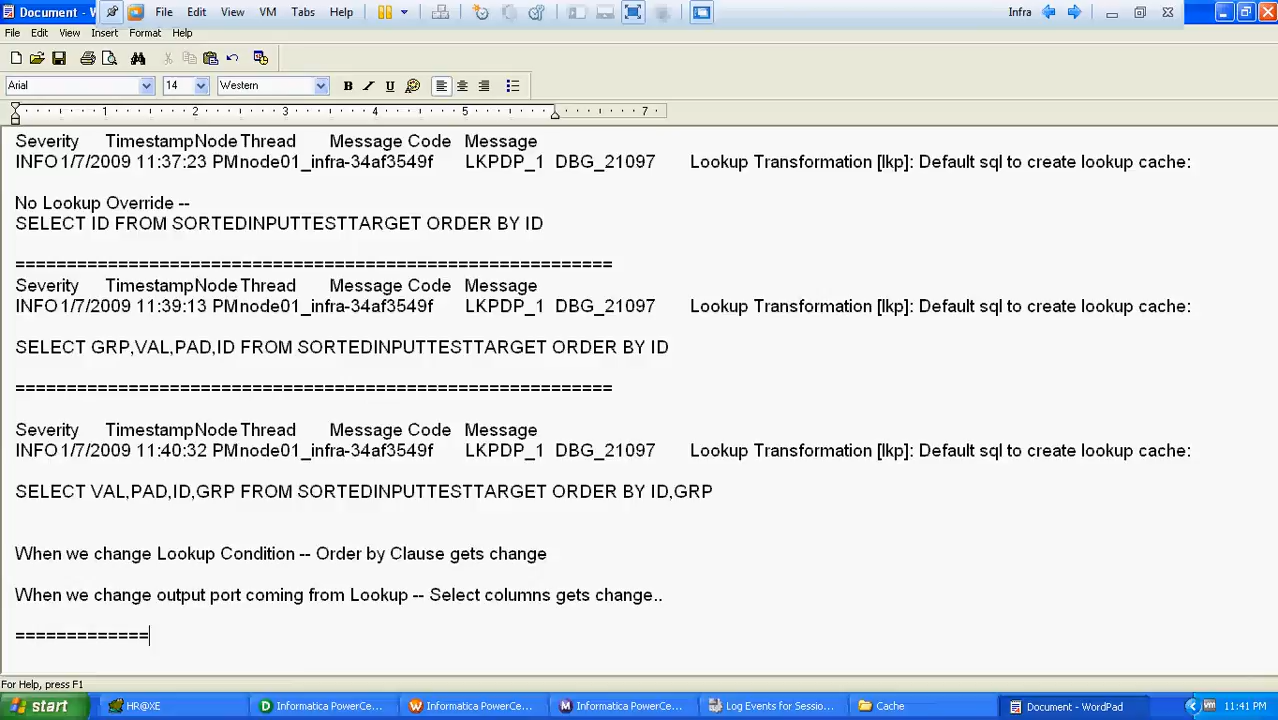 Document - W
File Edit View VM Tabs Help
Infra
File Edit View Insert Format Help
Arial 14 Western
1 2 3 4 5 7
Severity TimestampNode Thread Message Code Message
INFO 1/7/2009 11:37:23 PM node01_infra-34af3549f LKPDP_1 DBG_21097 Lookup Transformation [lkp]: Default sql to create lookup cache:
No Lookup Override --
SELECT ID FROM SORTEDINPUTTESTTARGET ORDER BY ID
==========================================================
Severity TimestampNode Thread Message Code Message
INFO 1/7/2009 11:39:13 PM node01_infra-34af3549f LKPDP_1 DBG_21097 Lookup Transformation [lkp]: Default sql to create lookup cache:
SELECT GRP,VAL,PAD,ID FROM SORTEDINPUTTESTTARGET ORDER BY ID
==========================================================
Severity TimestampNode Thread Message Code Message
INFO 1/7/2009 11:40:32 PM node01_infra-34af3549f LKPDP_1 DBG_21097 Lookup Transformation [lkp]: Default sql to create lookup cache:
SELECT VAL,PAD,ID,GRP FROM SORTEDINPUTTESTTARGET ORDER BY ID,GRP
When we change Lookup Condition -- Order by Clause gets change
When we change output port coming from Lookup -- Select columns gets change..
=============
For Help, press F1
start HR@XE Informatica PowerCe... Informatica PowerCe... Informatica PowerCe... Log Events for Sessio... Cache Document - WordPad 11:41 PM